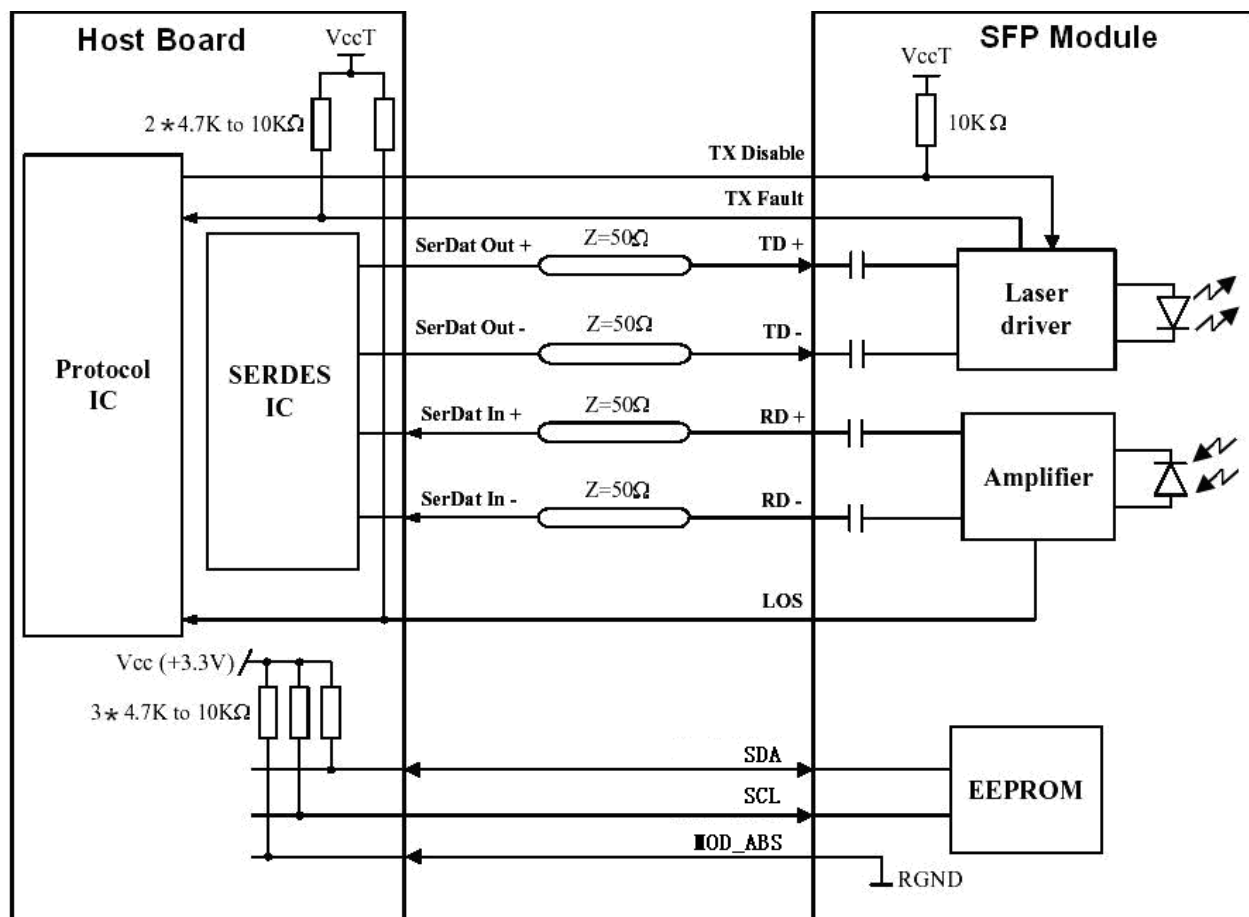 Host Board
SFP Module
VccT
VccT
2*4.7K to 10KΩ
10KΩ
TX Disable
TX Fault
SerDat Out +
Z=50Ω
TD +
Laser
driver
SerDat Out -
Z=50Ω
TD -
Protocol
IC
SERDES
IC
SerDat In +
Z=50Ω
RD +
Amplifier
SerDat In -
Z=50Ω
RD -
LOS
Vcc (+3.3V)
3*4.7K to 10KΩ
SDA
SCL
EEPROM
MOD_ABS
RGND